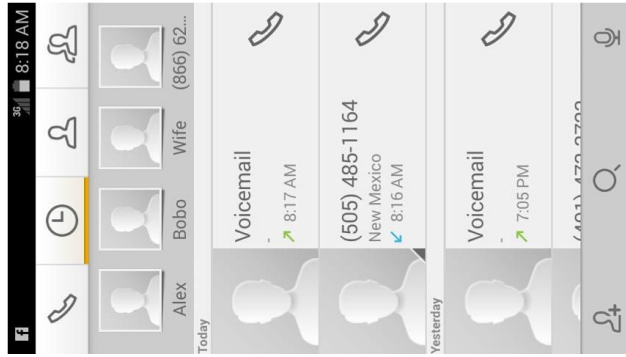 3G 8:18 AM
Alex Bobo Wife (866) 62...
Today
Voicemail
-
8:17 AM
(505) 485-1164
New Mexico
8:16 AM
Yesterday
Voicemail
-
7:05 PM